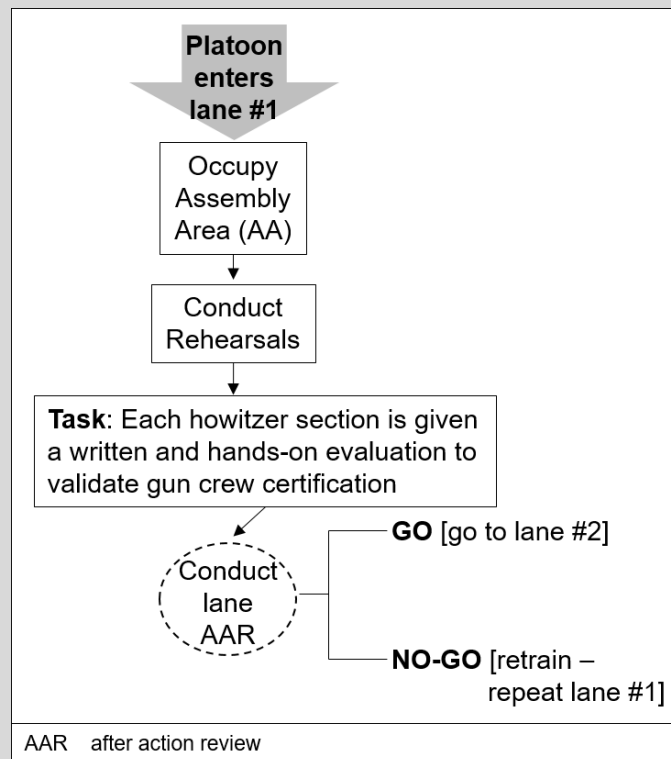 Platoon
enters
lane #1
Occupy
Assembly
Area (AA)
Conduct
Rehearsals
Task: Each howitzer section is given
a written and hands-on evaluation to
validate gun crew certification
Conduct
lane
AAR
GO [go to lane #2]
NO-GO [retrain –
repeat lane #1]
AAR after action review